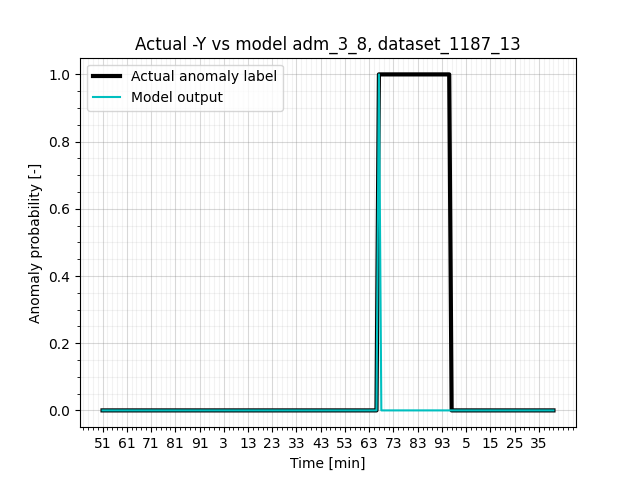 Actual -Y vs model adm_3_8, dataset_1187_13
Actual anomaly label
Model output
1.0
0.8
0.6
0.4
0.2
0.0
Anomaly probability [-]
51 61 71 81 91 3 13 23 33 43 53 63 73 83 93 5 15 25 35
Time [min]